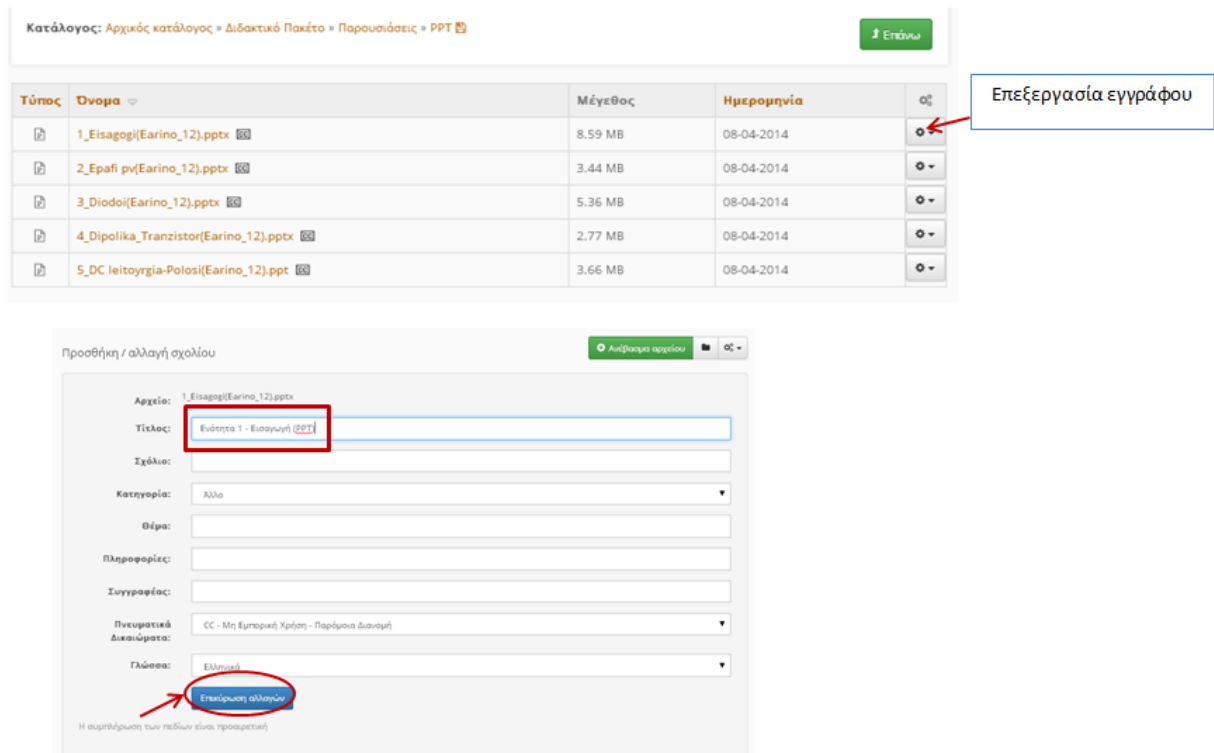 Κατάλογος: Αρχικός κατάλογος » Διδακτικό Πακέτο » Παρουσιάσεις » PPT
Επάνω
Τύπος Όνομα Μέγεθος Ημερομηνία
Επεξεργασία εγγράφου
1_Eisagogi(Earino_12).pptx CC 8.59 MB 08-04-2014
2_Epafi pv(Earino_12).pptx CC 3.44 MB 08-04-2014
3_Diodoi(Earino_12).pptx CC 5.36 MB 08-04-2014
4_Dipolika_Tranzistor(Earino_12).pptx CC 2.77 MB 08-04-2014
5_DC leitoyrgia-Polosi(Earino_12).ppt CC 3.66 MB 08-04-2014
Προσθήκη / αλλαγή σχολίου
Ανέβασμα αρχείου
Αρχείο: 1_Eisagogi(Earino_12).pptx
Τίτλος: Ενότητα 1 - Εισαγωγή (PPT)
Σχόλιο:
Κατηγορία: Άλλο
Θέμα:
Πληροφορίες:
Συγγραφέας:
Πνευματικά Δικαιώματα: CC - Μη Εμπορική Χρήση - Παρόμοια Διανομή
Γλώσσα: Ελληνικά
Επικύρωση αλλαγών
Η συμπλήρωση των πεδίων είναι προαιρετική